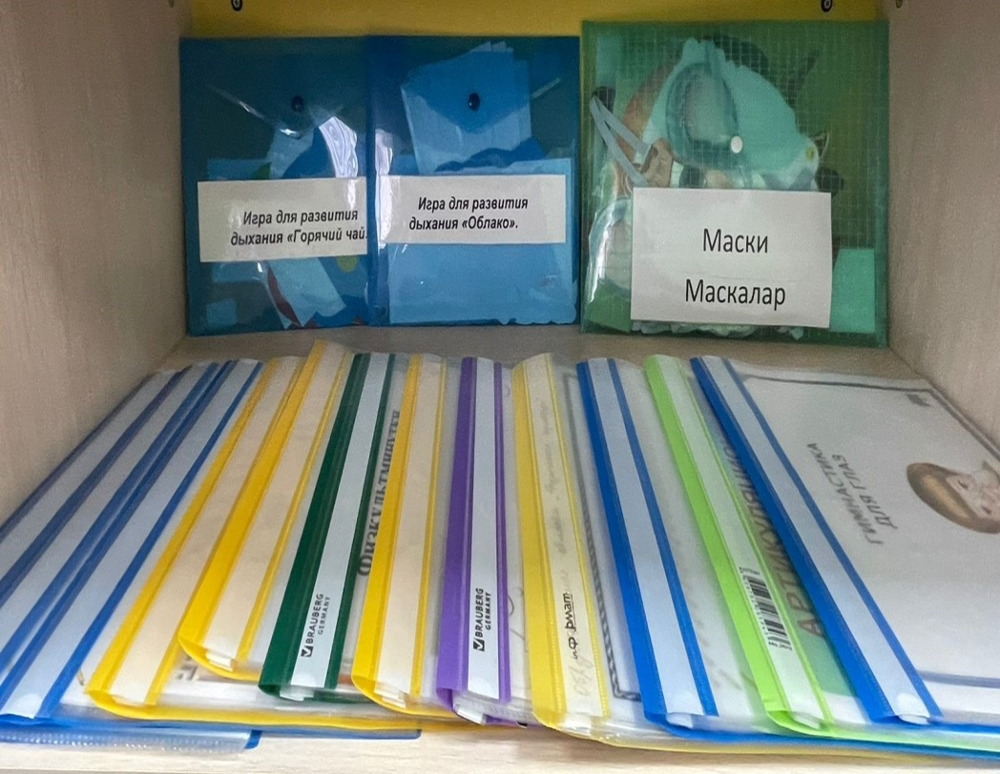 Игра для развития
дыхания «Горячий чай
Игра для развития
дыхания «Облако».
Маски
Маскалар
Физкультминутки
BRAUBERG
GERMANY
BRAUBERG
GERMANY
inФормат
ГИМНАСТИКА
ДЛЯ ГЛАЗ